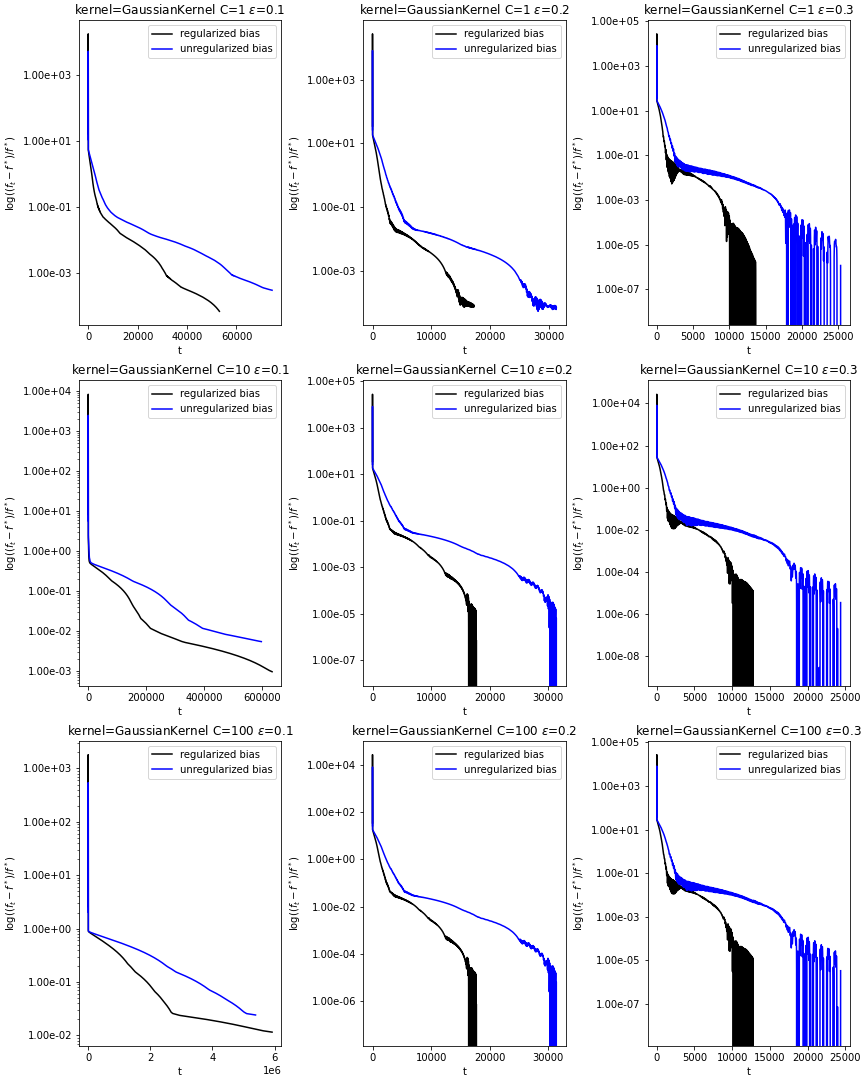 kernel=GaussianKernel C=1 ε=0.1
regularized bias
unregularized bias
1.00e+03
1.00e+01
1.00e-01
1.00e-03
log((f_t − f*)/f*)
0 20000 40000 60000
t
kernel=GaussianKernel C=1 ε=0.2
regularized bias
unregularized bias
1.00e+03
1.00e+01
1.00e-01
1.00e-03
log((f_t − f*)/f*)
0 10000 20000 30000
t
kernel=GaussianKernel C=1 ε=0.3
regularized bias
unregularized bias
1.00e+05
1.00e+03
1.00e+01
1.00e-01
1.00e-03
1.00e-05
1.00e-07
log((f_t − f*)/f*)
0 5000 10000 15000 20000 25000
t
kernel=GaussianKernel C=10 ε=0.1
regularized bias
unregularized bias
1.00e+04
1.00e+03
1.00e+02
1.00e+01
1.00e+00
1.00e-01
1.00e-02
1.00e-03
log((f_t − f*)/f*)
0 200000 400000 600000
t
kernel=GaussianKernel C=10 ε=0.2
regularized bias
unregularized bias
1.00e+05
1.00e+03
1.00e+01
1.00e-01
1.00e-03
1.00e-05
1.00e-07
log((f_t − f*)/f*)
0 10000 20000 30000
t
kernel=GaussianKernel C=10 ε=0.3
regularized bias
unregularized bias
1.00e+04
1.00e+02
1.00e+00
1.00e-02
1.00e-04
1.00e-06
1.00e-08
log((f_t − f*)/f*)
0 5000 10000 15000 20000 25000
t
kernel=GaussianKernel C=100 ε=0.1
regularized bias
unregularized bias
1.00e+03
1.00e+02
1.00e+01
1.00e+00
1.00e-01
1.00e-02
log((f_t − f*)/f*)
0 2 4 6
1e6
t
kernel=GaussianKernel C=100 ε=0.2
regularized bias
unregularized bias
1.00e+04
1.00e+02
1.00e+00
1.00e-02
1.00e-04
1.00e-06
log((f_t − f*)/f*)
0 10000 20000 30000
t
kernel=GaussianKernel C=100 ε=0.3
regularized bias
unregularized bias
1.00e+05
1.00e+03
1.00e+01
1.00e-01
1.00e-03
1.00e-05
1.00e-07
log((f_t − f*)/f*)
0 5000 10000 15000 20000 25000
t